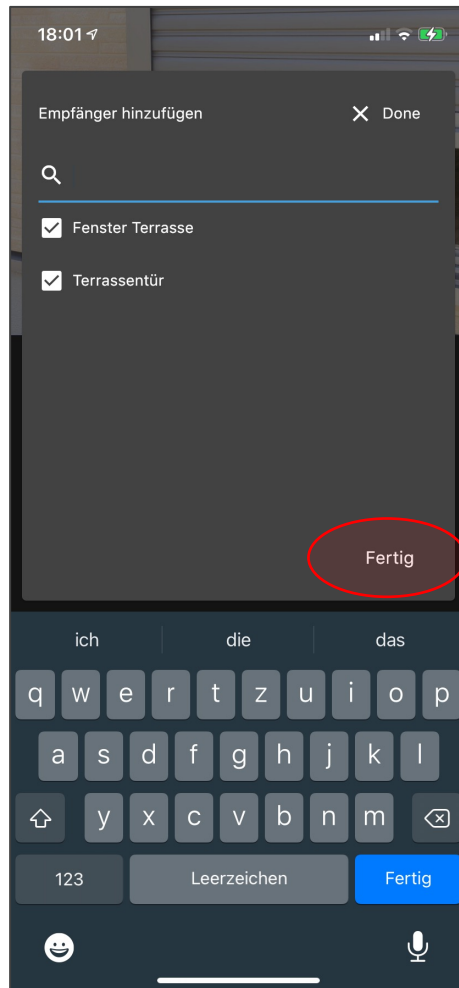 18:01
Empfänger hinzufügen Done
Fenster Terrasse
Terrassentür
Fertig
ich die das
q w e r t z u i o p
a s d f g h j k l
y x c v b n m
123 Leerzeichen Fertig